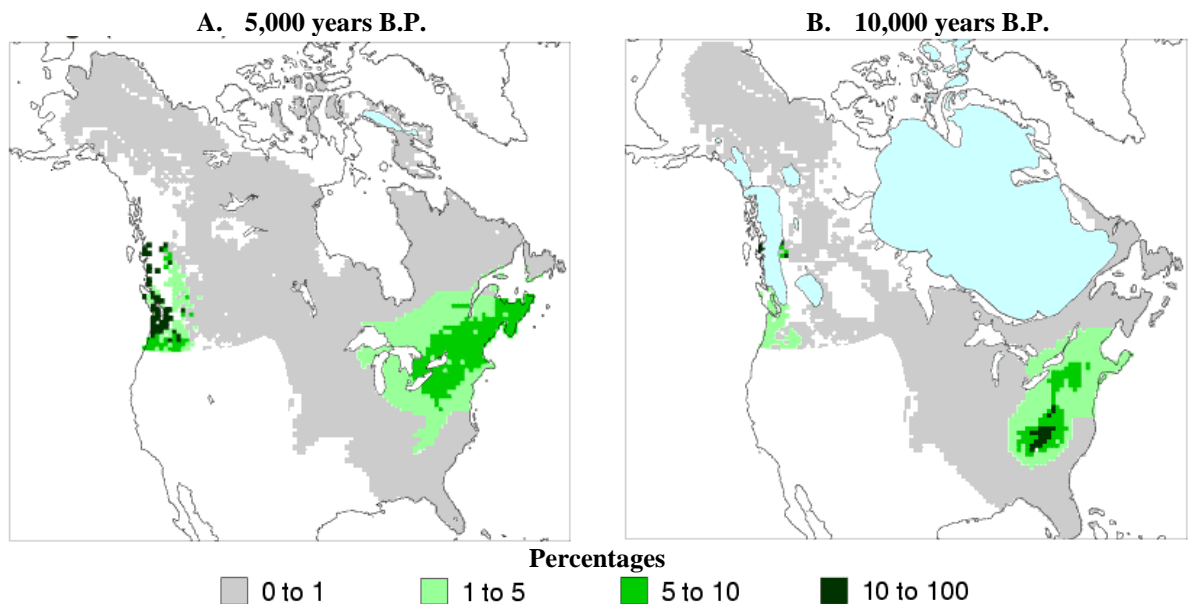 A. 5,000 years B.P.
B. 10,000 years B.P.
Percentages
0 to 1
1 to 5
5 to 10
10 to 100